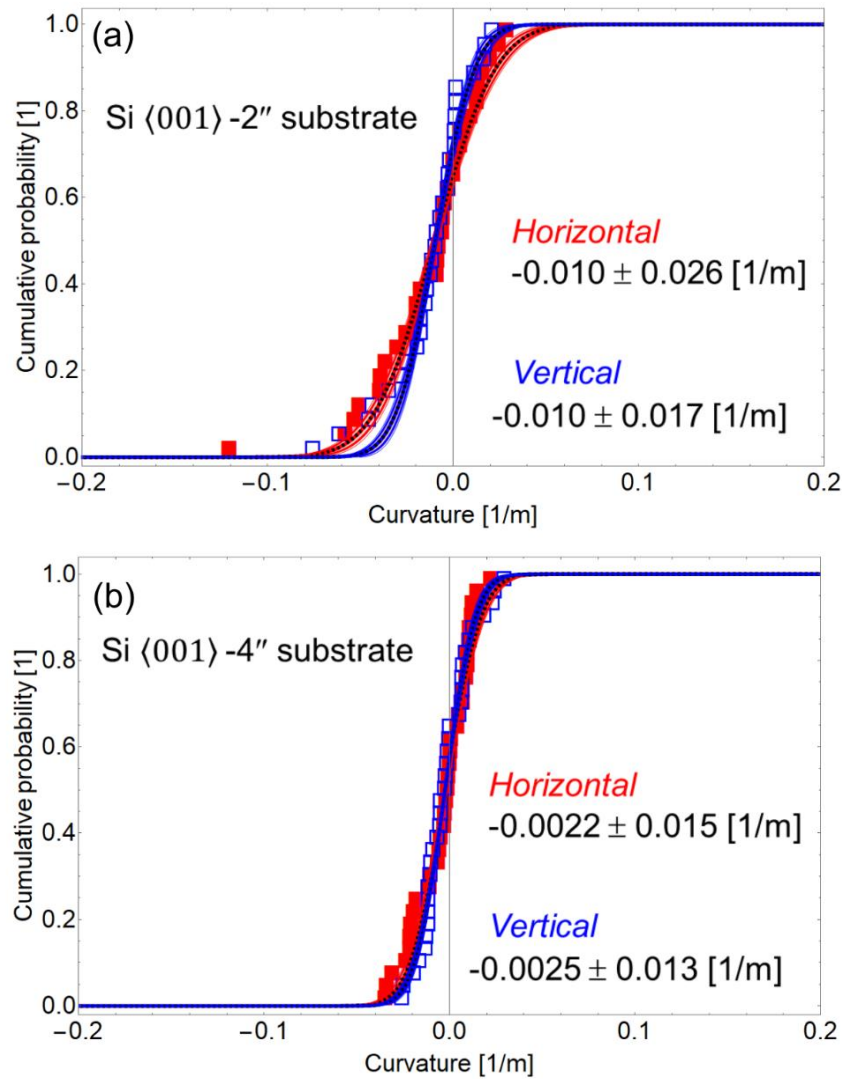 (a)
Si ⟨001⟩ -2″ substrate
Horizontal
-0.010 ± 0.026 [1/m]
Vertical
-0.010 ± 0.017 [1/m]
Cumulative probability [1]
1.0
0.8
0.6
0.4
0.2
0.0
−0.2 −0.1 0.0 0.1 0.2
Curvature [1/m]
(b)
Si ⟨001⟩ -4″ substrate
Horizontal
-0.0022 ± 0.015 [1/m]
Vertical
-0.0025 ± 0.013 [1/m]
Cumulative probability [1]
1.0
0.8
0.6
0.4
0.2
0.0
−0.2 −0.1 0.0 0.1 0.2
Curvature [1/m]